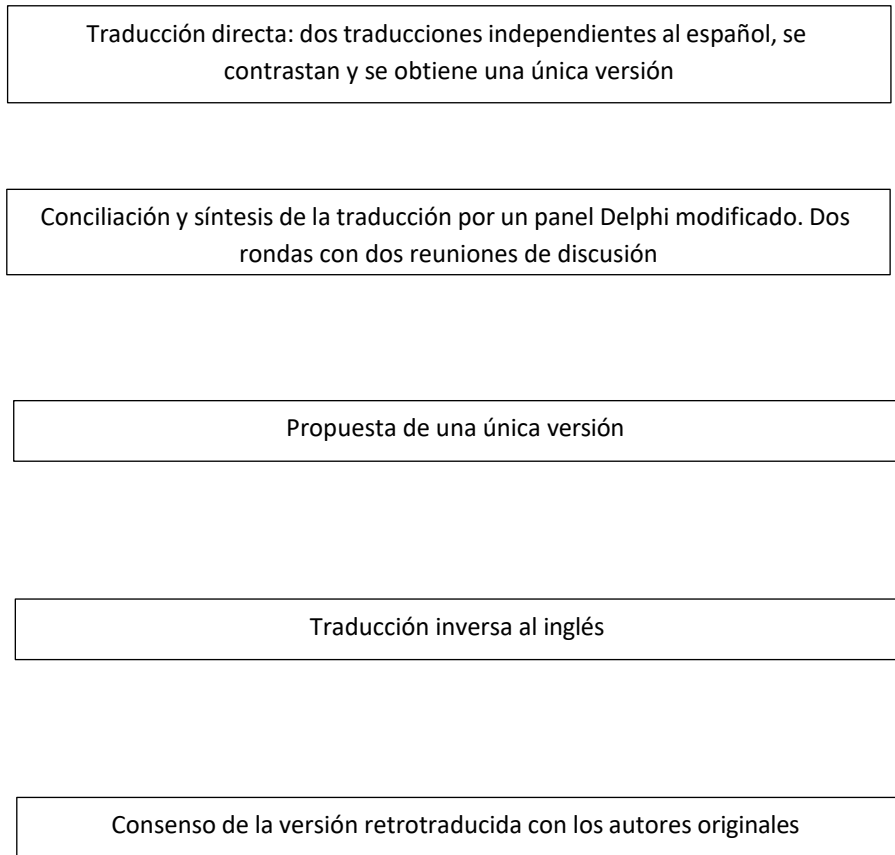 Traducción directa: dos traducciones independientes al español, se
contrastan y se obtiene una única versión
Conciliación y síntesis de la traducción por un panel Delphi modificado. Dos
rondas con dos reuniones de discusión
Propuesta de una única versión
Traducción inversa al inglés
Consenso de la versión retrotraducida con los autores originales